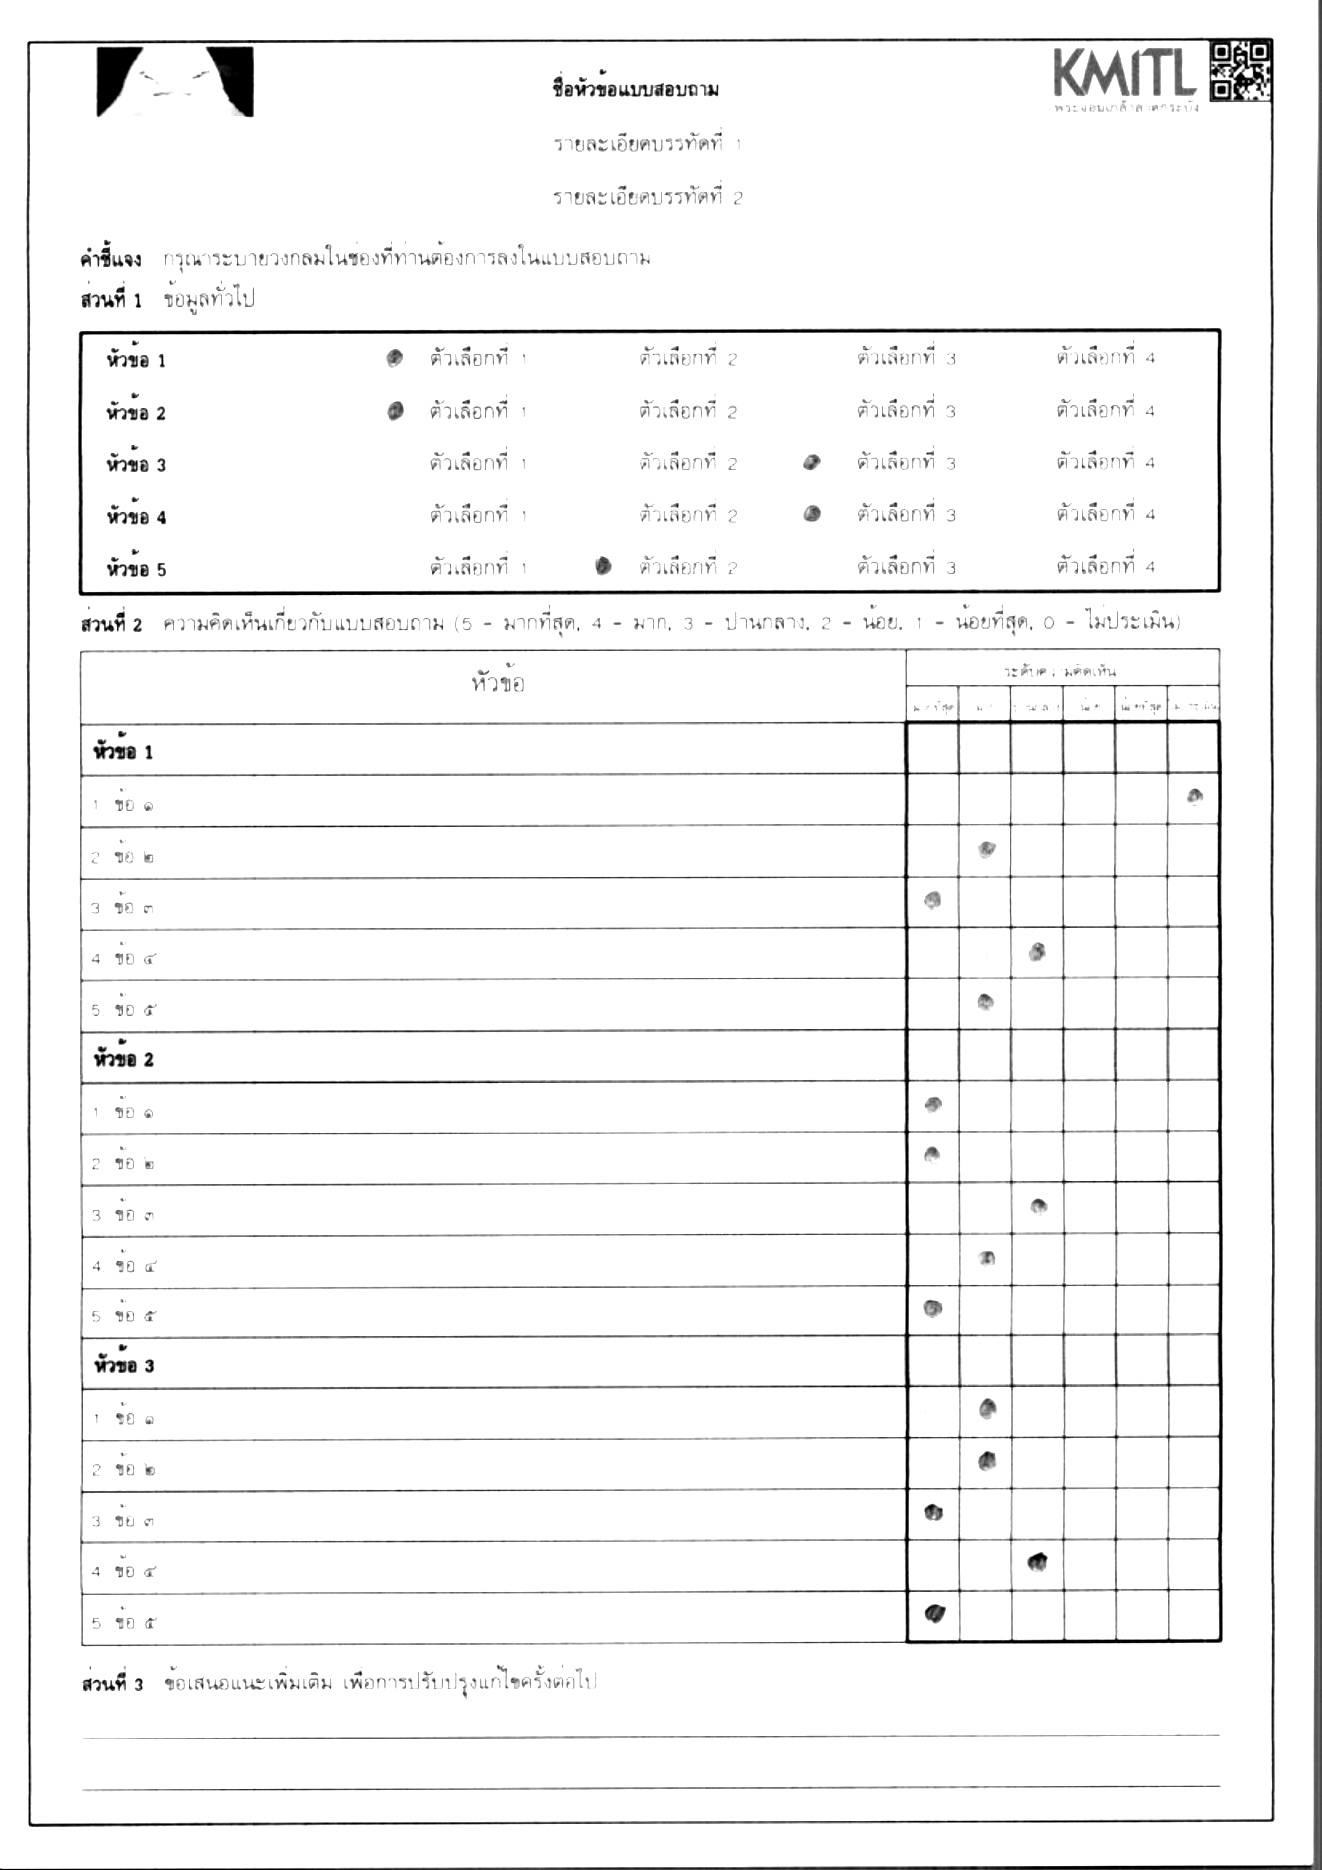 ชื่อหัวข้อแบบสอบถาม
KMITL
รายละเอียดบรรทัดที่ 1
รายละเอียดบรรทัดที่ 2
คำชี้แจง กรุณาระบายวงกลมในช่องที่ท่านต้องการลงในแบบสอบถาม
ส่วนที่ 1 ข้อมูลทั่วไป
หัวข้อ 1 ตัวเลือกที่ 1 ตัวเลือกที่ 2 ตัวเลือกที่ 3 ตัวเลือกที่ 4
หัวข้อ 2 ตัวเลือกที่ 1 ตัวเลือกที่ 2 ตัวเลือกที่ 3 ตัวเลือกที่ 4
หัวข้อ 3 ตัวเลือกที่ 1 ตัวเลือกที่ 2 ตัวเลือกที่ 3 ตัวเลือกที่ 4
หัวข้อ 4 ตัวเลือกที่ 1 ตัวเลือกที่ 2 ตัวเลือกที่ 3 ตัวเลือกที่ 4
หัวข้อ 5 ตัวเลือกที่ 1 ตัวเลือกที่ 2 ตัวเลือกที่ 3 ตัวเลือกที่ 4
ส่วนที่ 2 ความคิดเห็นเกี่ยวกับแบบสอบถาม (5 - มากที่สุด, 4 - มาก, 3 - ปานกลาง, 2 - น้อย, 1 - น้อยที่สุด, 0 - ไม่ประเมิน)
หัวข้อ ระดับความคิดเห็น
มากที่สุด มาก ปานกลาง น้อย น้อยที่สุด ไม่ประเมิน
หัวข้อ 1
1 ข้อ ๑
2 ข้อ ๒
3 ข้อ ๓
4 ข้อ ๔
5 ข้อ ๕
หัวข้อ 2
1 ข้อ ๑
2 ข้อ ๒
3 ข้อ ๓
4 ข้อ ๔
5 ข้อ ๕
หัวข้อ 3
1 ข้อ ๑
2 ข้อ ๒
3 ข้อ ๓
4 ข้อ ๔
5 ข้อ ๕
ส่วนที่ 3 ข้อเสนอแนะเพิ่มเติม เพื่อการปรับปรุงแก้ไขครั้งต่อไป